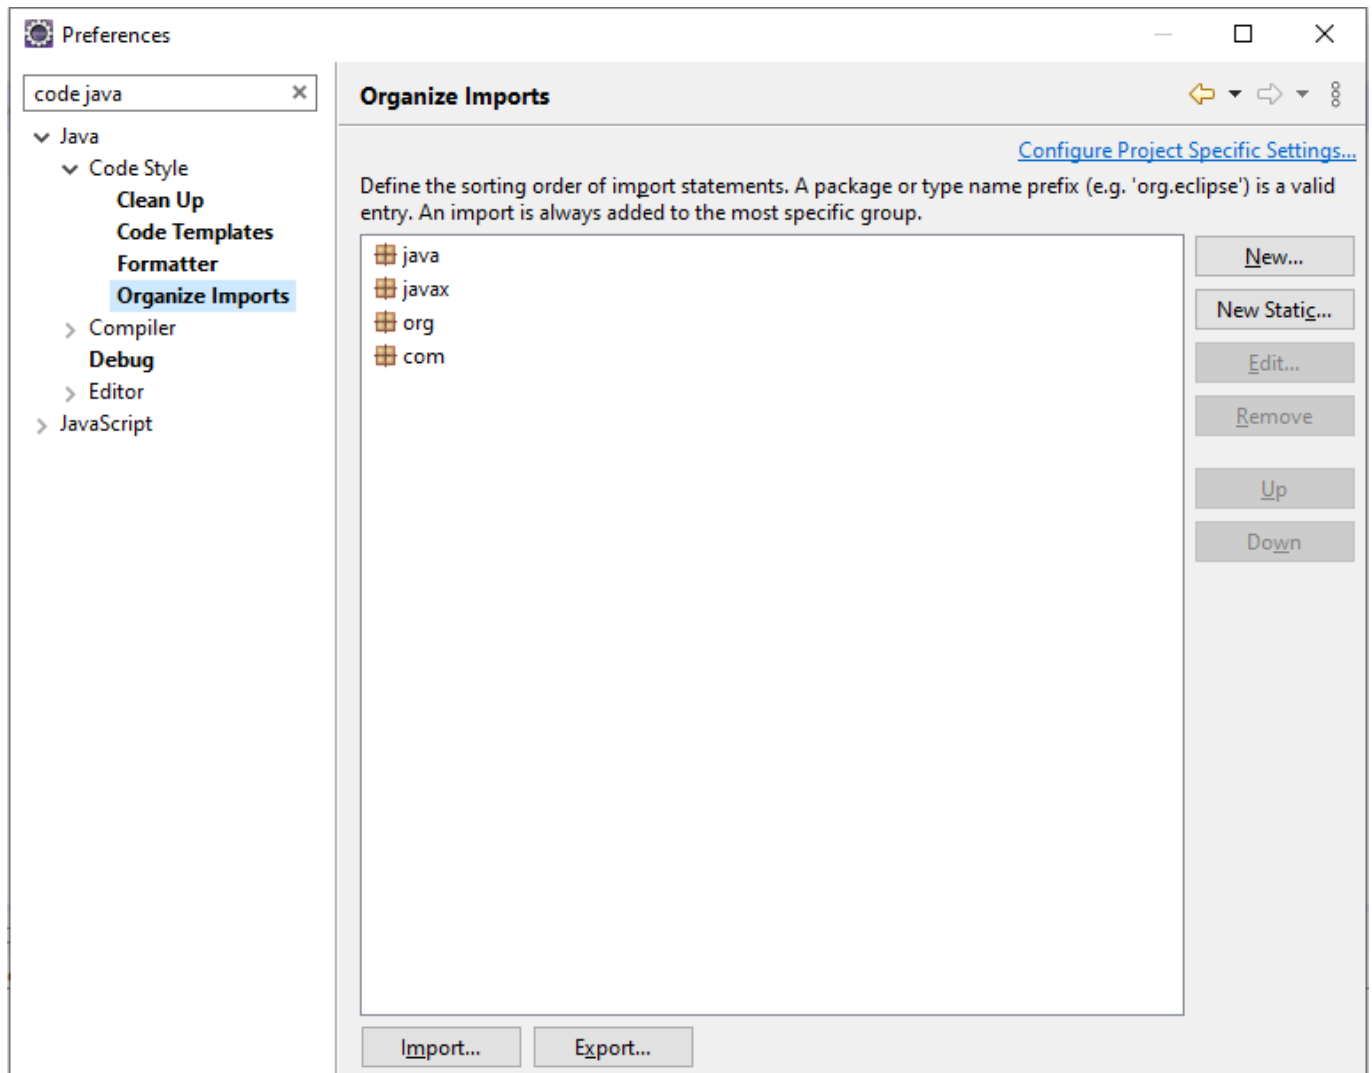 Preferences
code java
Java
Code Style
Clean Up
Code Templates
Formatter
Organize Imports
Compiler
Debug
Editor
JavaScript
Organize Imports
Configure Project Specific Settings...
Define the sorting order of import statements. A package or type name prefix (e.g. 'org.eclipse') is a valid
entry. An import is always added to the most specific group.
java
javax
org
com
New...
New Static...
Edit...
Remove
Up
Down
Import...
Export...